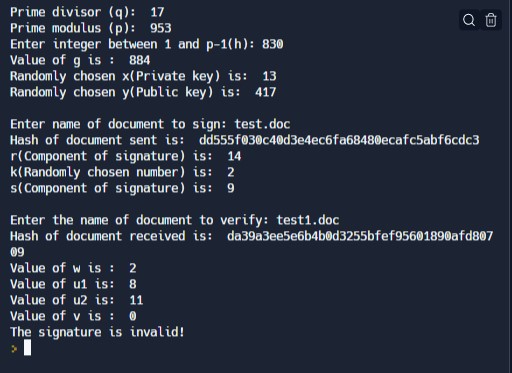 Prime divisor (q):  17
Prime modulus (p):  953
Enter integer between 1 and p-1(h): 830
Value of g is :  884
Randomly chosen x(Private key) is:  13
Randomly chosen y(Public key) is:  417
Enter name of document to sign: test.doc
Hash of document sent is:  dd555f030c40d3e4ec6fa68480ecafc5abf6cdc3
r(Component of signature) is:  14
k(Randomly chosen number) is:  2
s(Component of signature) is:  9
Enter the name of document to verify: test1.doc
Hash of document received is:  da39a3ee5e6b4b0d3255bfef95601890afd807
09
Value of w is :  2
Value of u1 is:  8
Value of u2 is:  11
Value of v is :  0
The signature is invalid!
>